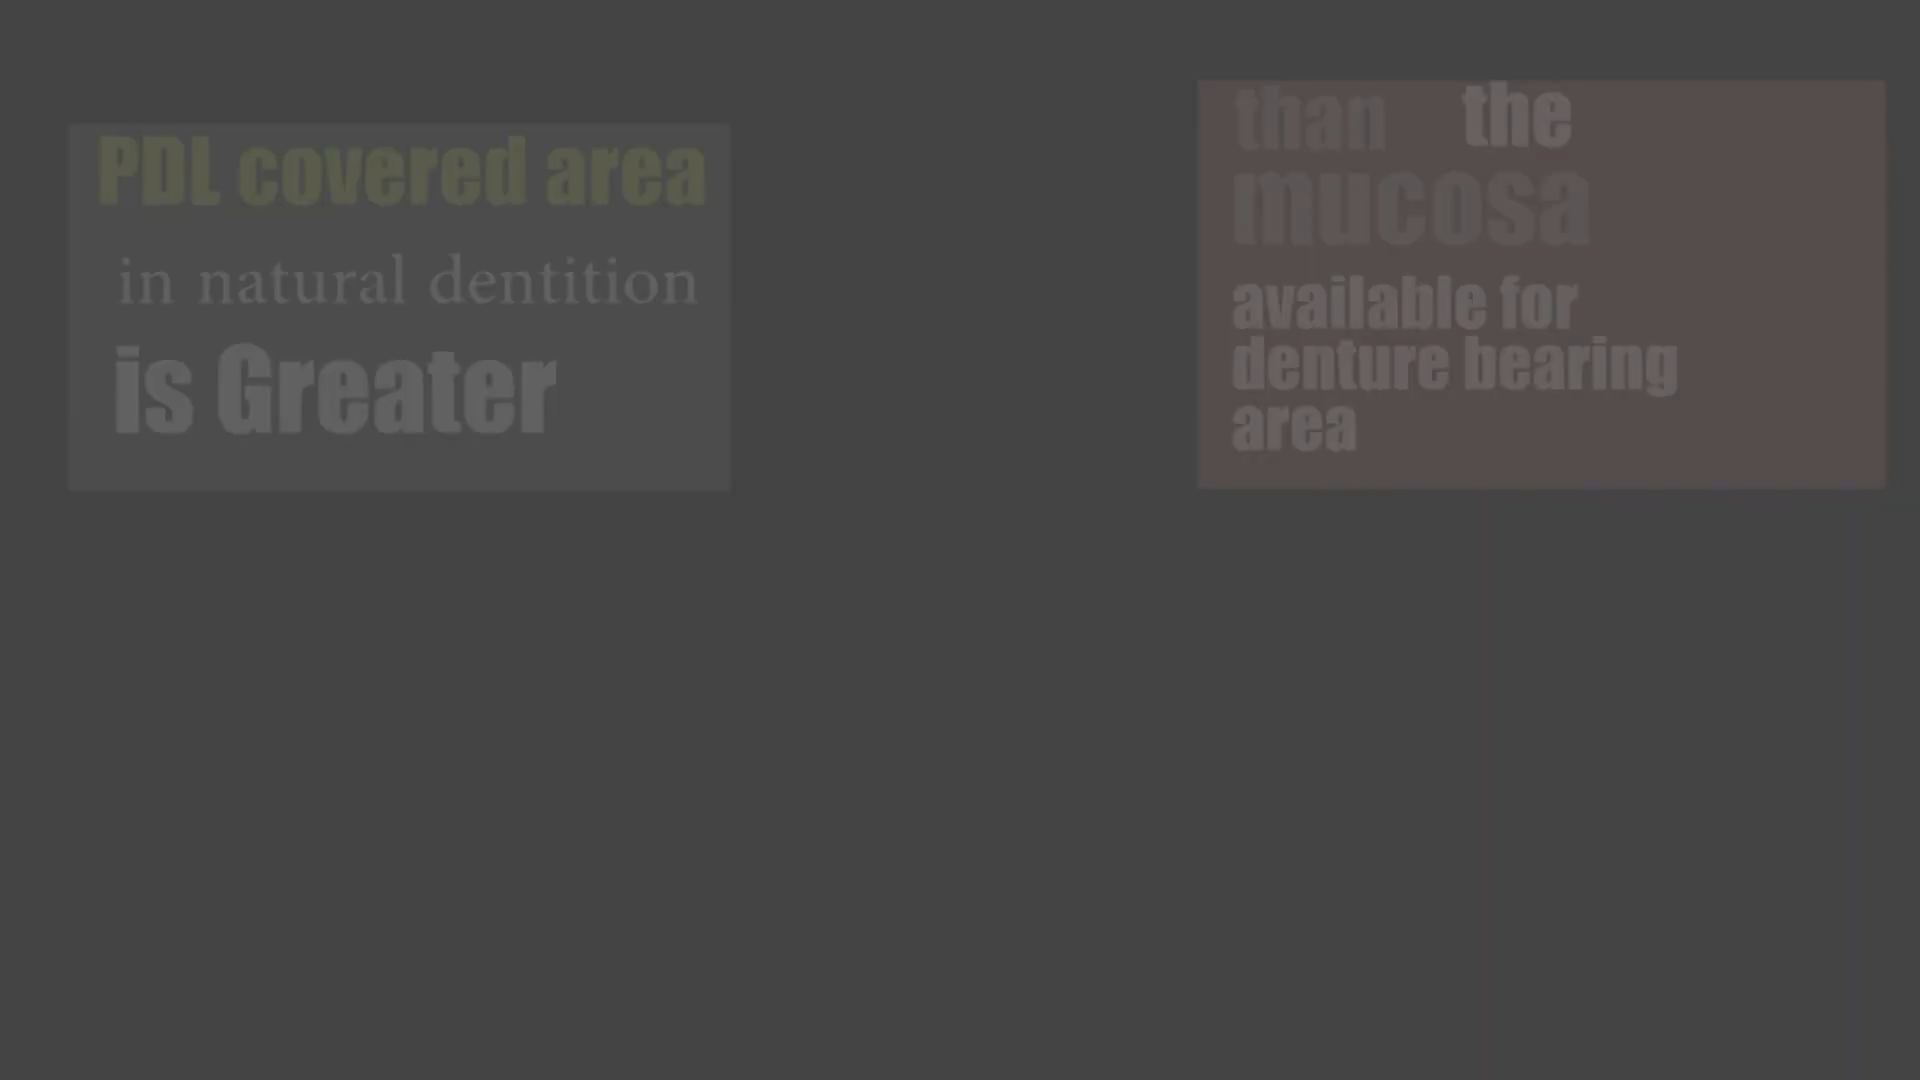 PDL covered area
in natural dentition
is Greater
than the
mucosa
available for
denture bearing
area